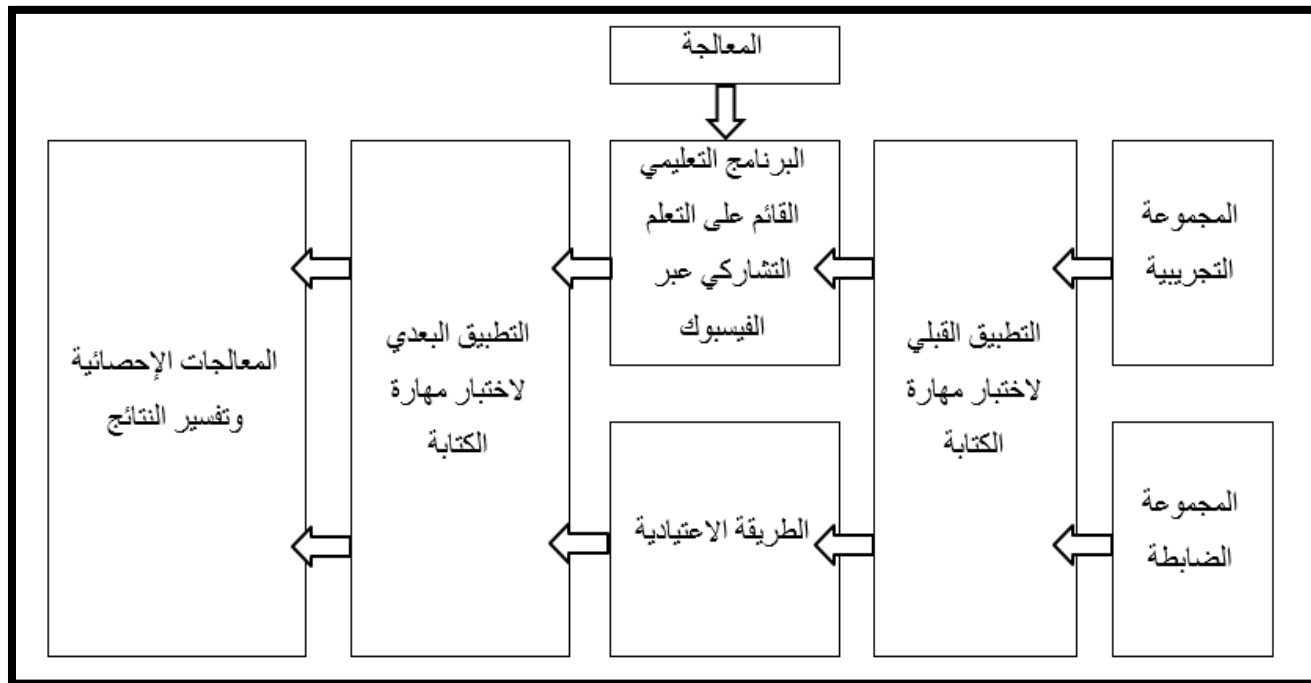 المعالجة
المجموعة
التجريبية
المجموعة
الضابطة
التطبيق القبلي
لاختبار مهارة
الكتابة
البرنامج التعليمي
القائم على التعلم
التشاركي عبر
الفيسبوك
الطريقة الاعتيادية
التطبيق البعدي
لاختبار مهارة
الكتابة
المعالجات الإحصائية
وتفسير النتائج